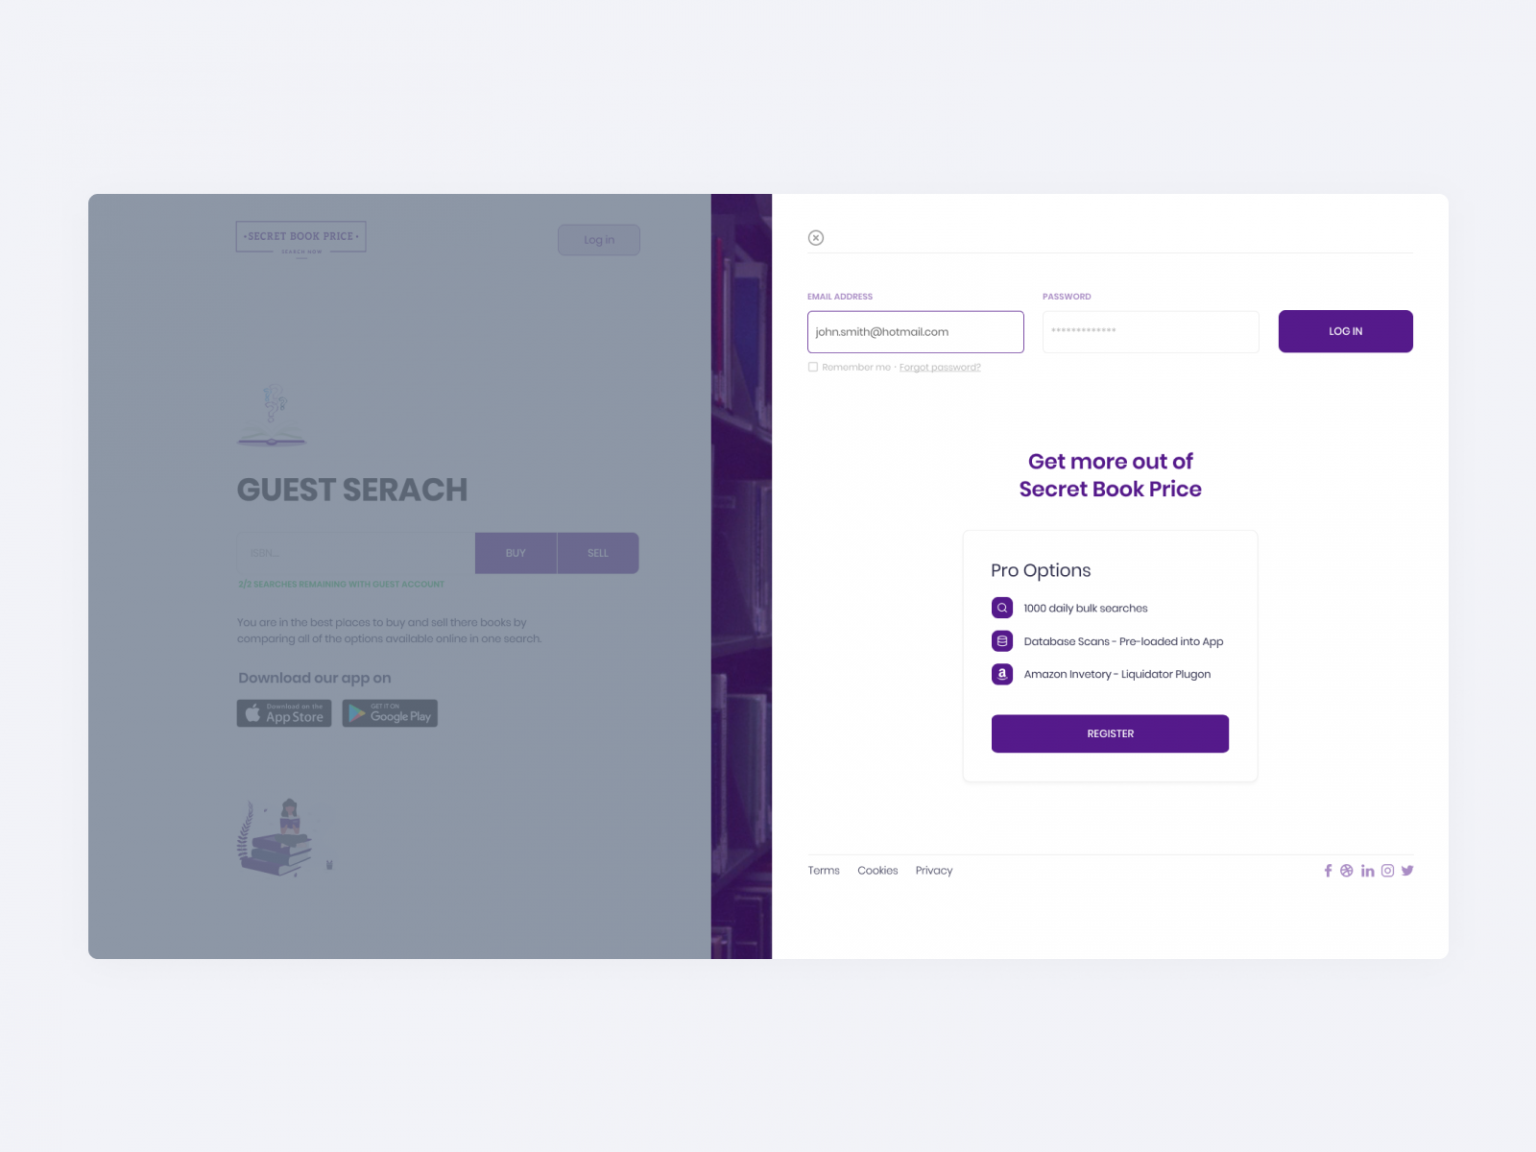 •SECRET BOOK PRICE•
SEARCH NOW
Log in
GUEST SERACH
ISBN...
BUY
SELL
2/2 SEARCHES REMAINING WITH GUEST ACCOUNT
You are in the best places to buy and sell there books by
comparing all of the options available online in one search.
Download our app on
Download on the
App Store
GET IT ON
Google Play
EMAIL ADDRESS
PASSWORD
john.smith@hotmail.com
*************
LOG IN
Remember me - Forgot password?
Get more out of
Secret Book Price
Pro Options
1000 daily bulk searches
Database Scans - Pre-loaded into App
Amazon Invetory - Liquidator Plugon
REGISTER
Terms
Cookies
Privacy